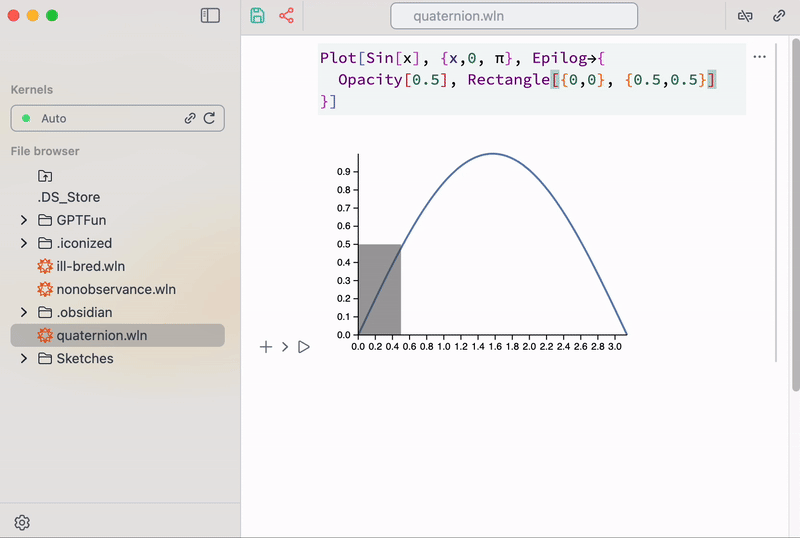 quaternion.wln
Kernels
Auto
File browser
.DS_Store
GPTFun
.iconized
ill-bred.wln
nonobservance.wln
.obsidian
quaternion.wln
Sketches
Plot[Sin[x], {x,0, π}, Epilog→{
Opacity[0.5], Rectangle[{0,0}, {0.5,0.5}]
}]
0.9
0.8
0.7
0.6
0.5
0.4
0.3
0.2
0.1
0.0
0.0 0.2 0.4 0.6 0.8 1.0 1.2 1.4 1.6 1.8 2.0 2.2 2.4 2.6 2.8 3.0